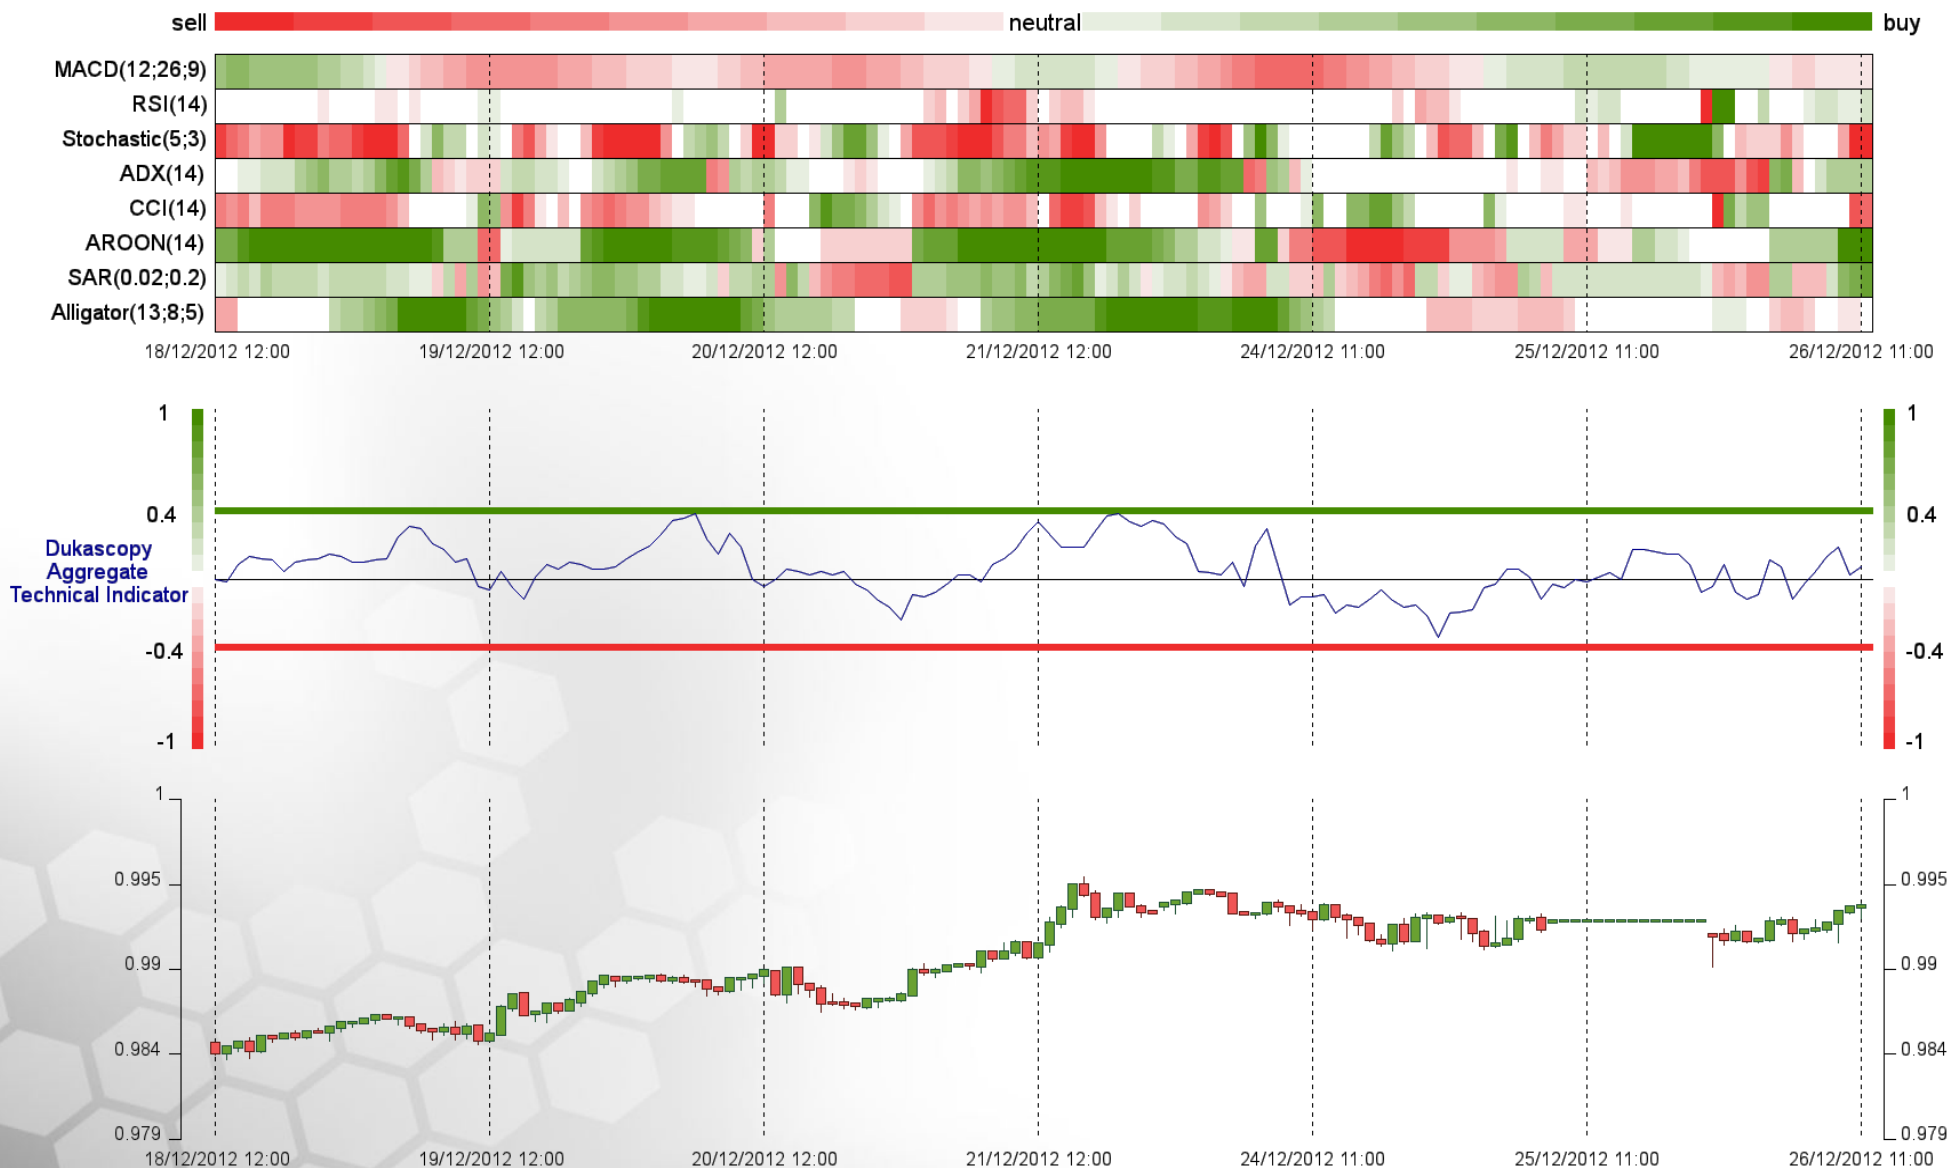 sell neutral buy
MACD(12;26;9)
RSI(14)
Stochastic(5;3)
ADX(14)
CCI(14)
AROON(14)
SAR(0.02;0.2)
Alligator(13;8;5)
18/12/2012 12:00 19/12/2012 12:00 20/12/2012 12:00 21/12/2012 12:00 24/12/2012 11:00 25/12/2012 11:00 26/12/2012 11:00
1 1
0.4 0.4
Dukascopy
Aggregate
Technical Indicator
-0.4 -0.4
-1 -1
1 1
0.995 0.995
0.99 0.99
0.984 0.984
0.979 0.979
18/12/2012 12:00 19/12/2012 12:00 20/12/2012 12:00 21/12/2012 12:00 24/12/2012 11:00 25/12/2012 11:00 26/12/2012 11:00